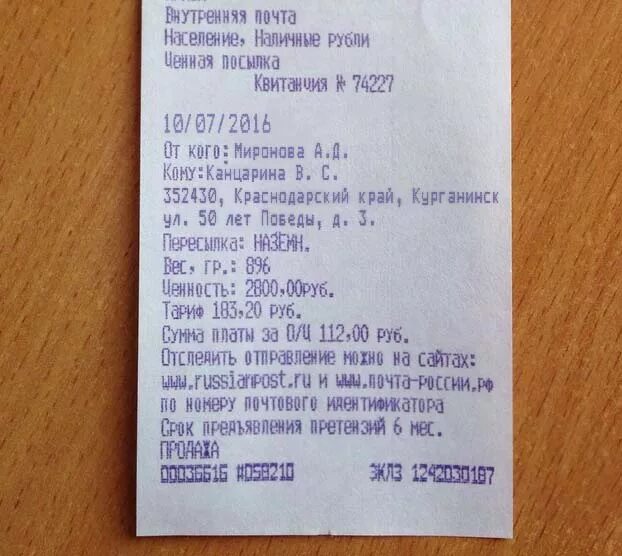 Внутренняя почта
Население, Наличные рубли
Ценная посылка
Квитанчия № 74227
10/07/2016
От кого: Миронова А.Д.
Кому:Канцарина В. С.
352430, Краснодарский край, Курганинск
ул. 50 лет Победы, д. 3.
Пересылка: НАЗЕМН.
Вес, гр.: 896
Ценность: 2800,00руб.
Тариф 183,20 руб.
Сумма платы за О/Ц 112,00 руб.
Отследить отправление можно на сайтах:
www.russianpost.ru и www.почта-россии.рф
по номеру почтового идентификатора
Срок предъявления претензий 6 мес.
ПРОДАЖА
00036616 #058210 ЭКЛЗ 1242030187